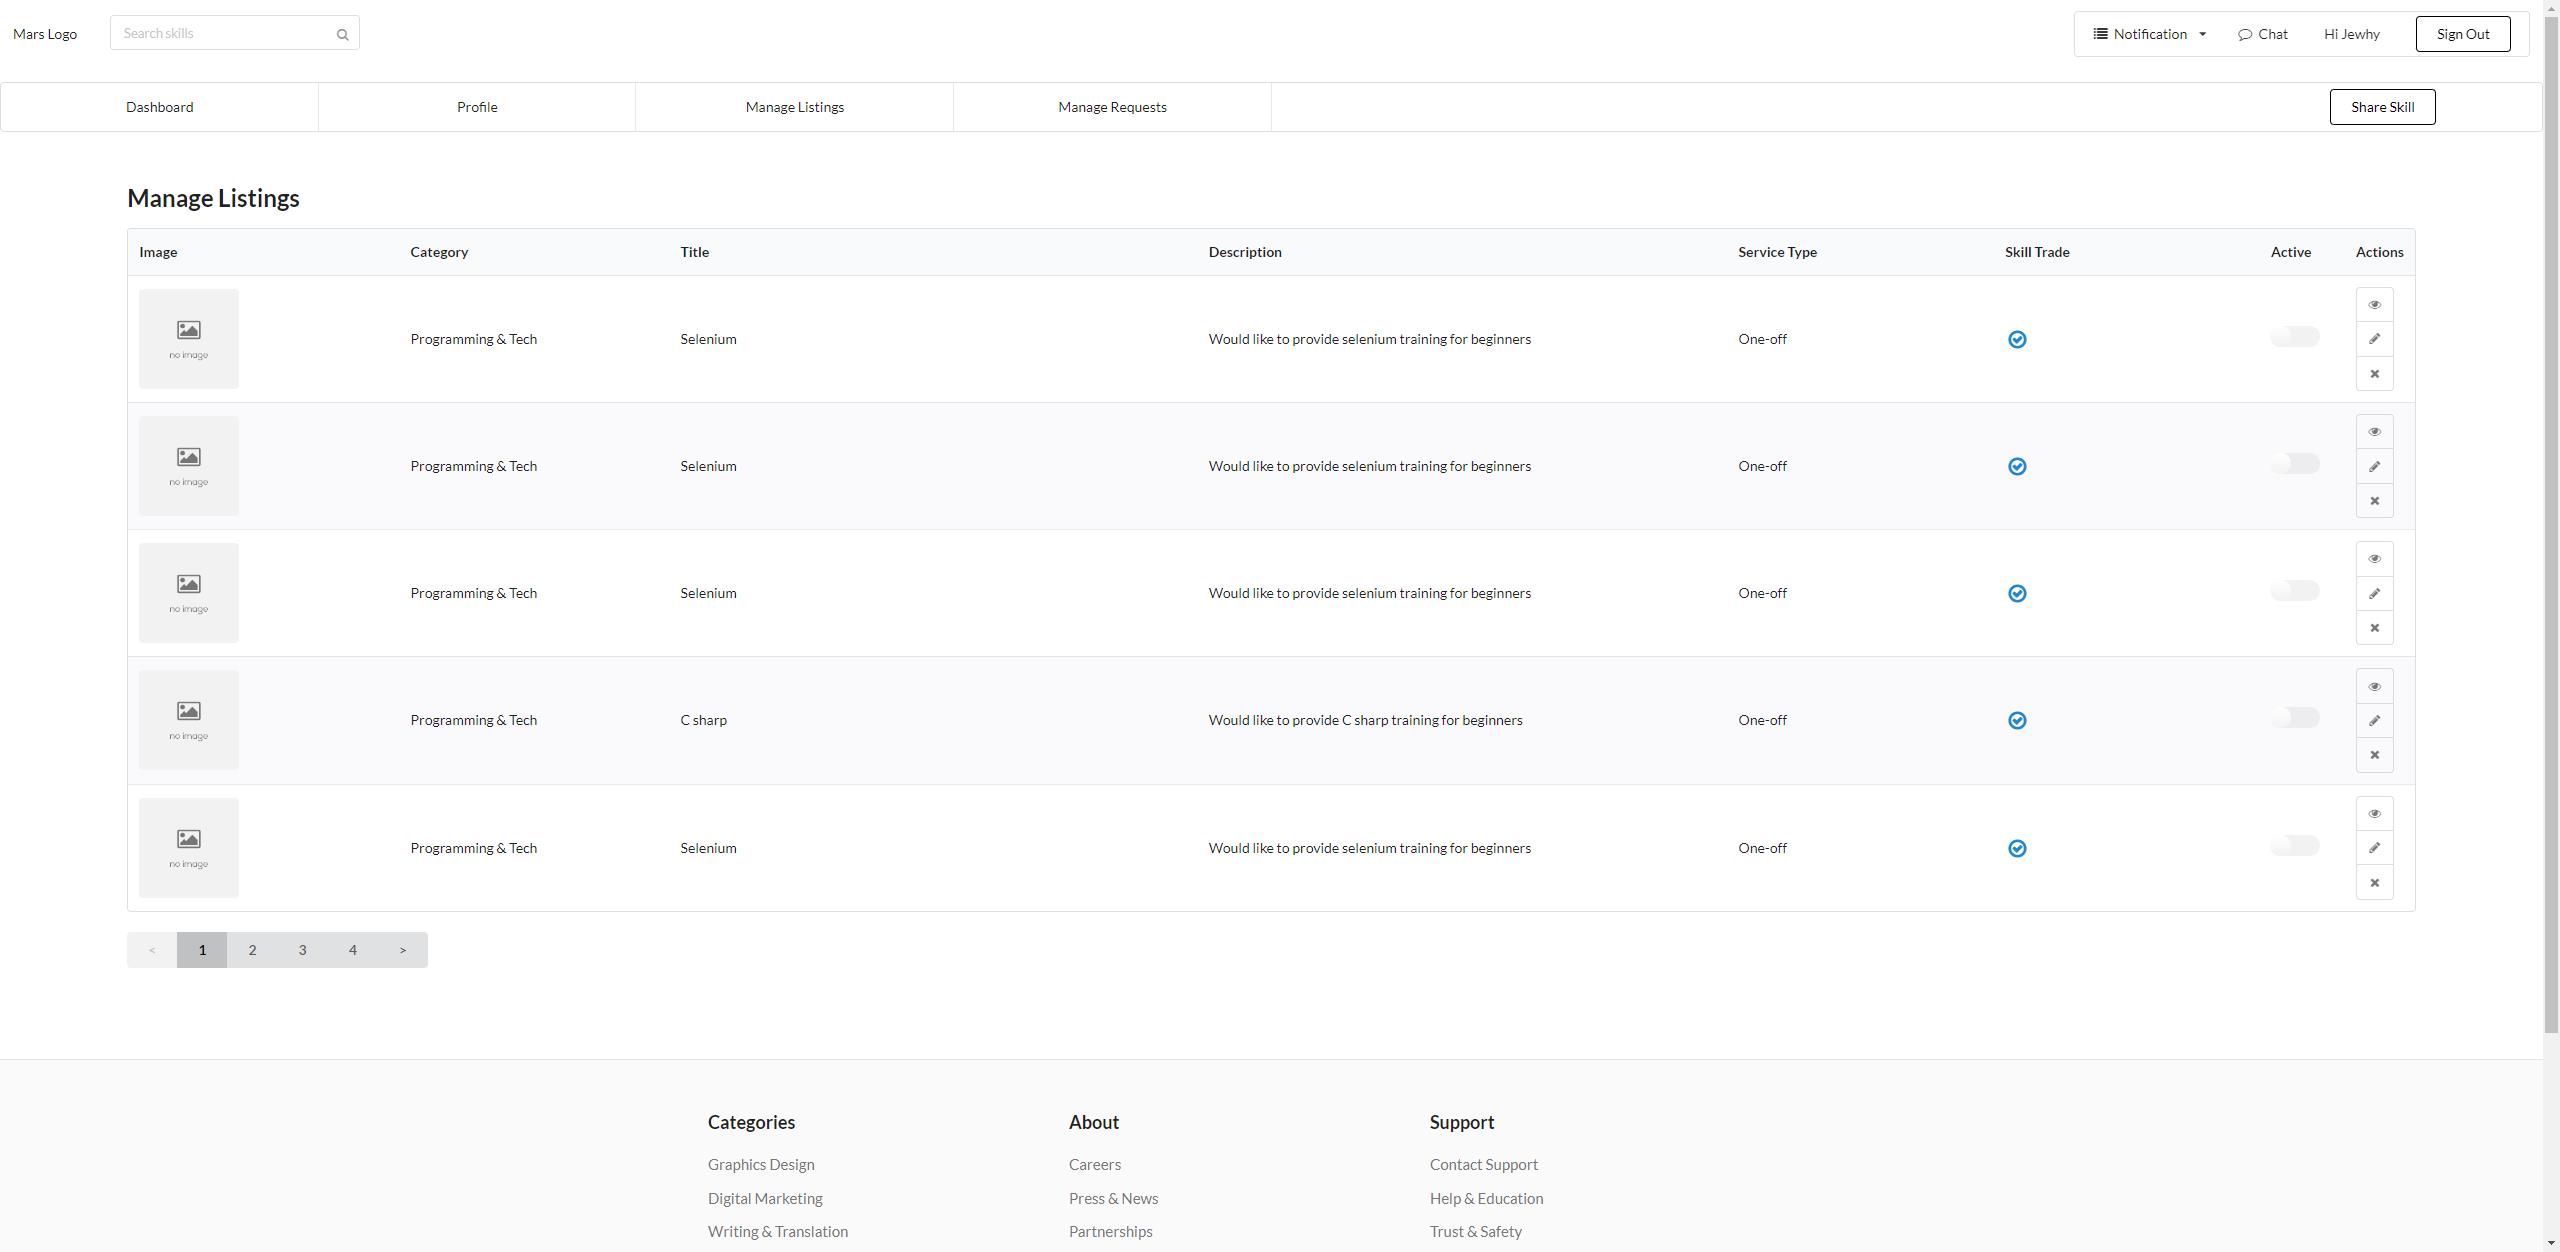 Mars Logo Search skills Notification Chat Hi Jewhy Sign Out
Dashboard Profile Manage Listings Manage Requests Share Skill
Manage Listings
Image Category Title Description Service Type Skill Trade Active Actions
no image Programming & Tech Selenium Would like to provide selenium training for beginners One-off
no image Programming & Tech Selenium Would like to provide selenium training for beginners One-off
no image Programming & Tech Selenium Would like to provide selenium training for beginners One-off
no image Programming & Tech C sharp Would like to provide C sharp training for beginners One-off
no image Programming & Tech Selenium Would like to provide selenium training for beginners One-off
< 1 2 3 4 >
Categories About Support
Graphics Design Careers Contact Support
Digital Marketing Press & News Help & Education
Writing & Translation Partnerships Trust & Safety